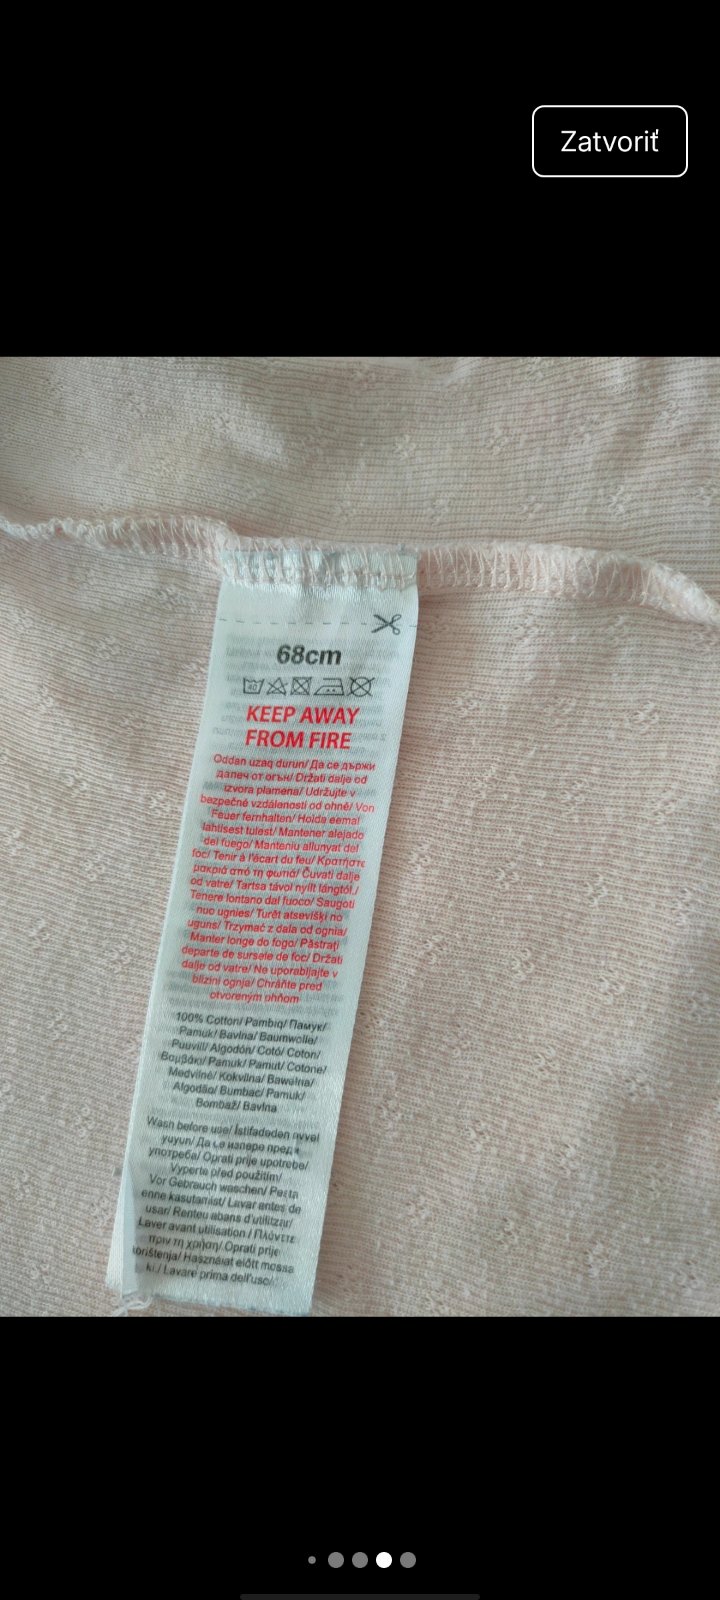 Zatvoriť
68cm
40
KEEP AWAY
FROM FIRE
Oddan uzaq durun/ Да се държи
далеч от огън/ Držati dalje od
izvora plamena/ Udržujte v
bezpečné vzdálenosti od ohně/ Von
Feuer fernhalten/ Hoida eemal
lahtisest tulest/ Mantener alejado
del fuego/ Manteniu allunyat del
foc/ Tenir à l'écart du feu/ Κρατήστε
μακριά από τη φωτιά/ Čuvati dalje
od vatre/ Tartsa távol nyílt lángtól./
Tenere lontano dal fuoco/ Saugoti
nuo ugnies/ Turēt atsevišķi no
uguns/ Trzymać z dala od ognia/
Manter longe do fogo/ Păstrați
departe de sursele de foc/ Držati
dalje od vatre/ Ne uporabljajte v
bližini ognja/ Chráňte pred
otvoreným ohňom
100% Cotton/ Pambıq/ Памук/
Pamuk/ Bavlna/ Baumwolle/
Puuvill/ Algodón/ Cotó/ Coton/
Βαμβάκι/ Pamuk/ Pamut/ Cotone/
Medvilnė/ Kokvilna/ Bawełna/
Algodão/ Bumbac/ Pamuk/
Bombaž/ Bavlna
Wash before use/ İstifadədən əvvəl
yuyun/ Да се изпере преди
употреба/ Oprati prije upotrebe/
Vyperte před použitím/
Vor Gebrauch waschen/ Pesta
enne kasutamist/ Lavar antes de
usar/ Renteu abans d'utilitzar/
Laver avant utilisation / Πλύνετε
πριν τη χρήση/ Oprati prije
korištenja/ Használat előtt mossa
ki./ Lavare prima dell'uso/